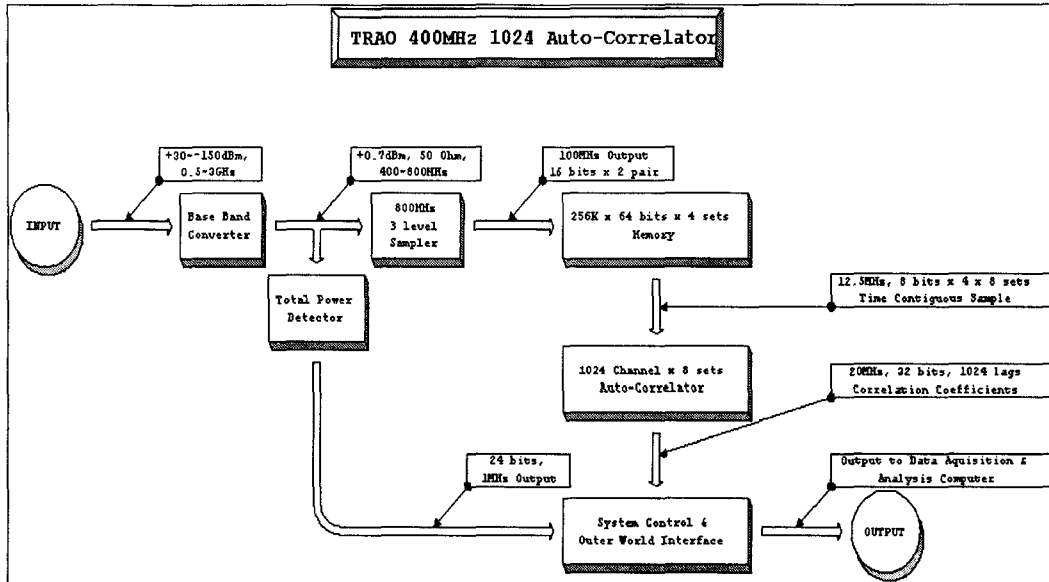 TRAO 400MHz 1024 Auto-Correlator
+30~-150dBm,
0.5~3GHz
+0.7dBm, 50 Ohm,
400~800MHz
100MHz Output
16 bits x 2 pair
INPUT
Base Band
Converter
800MHz
3 level
Sampler
256K x 64 bits x 4 sets
Memory
Total Power
Detector
12.5MHz, 8 bits x 4 x 8 sets
Time Contiguous Sample
1024 Channel x 8 sets
Auto-Correlator
20MHz, 32 bits, 1024 lags
Correlation Coefficients
24 bits,
1MHz Output
Output to Data Aquisition &
Analysis Computer
System Control &
Outer World Interface
OUTPUT